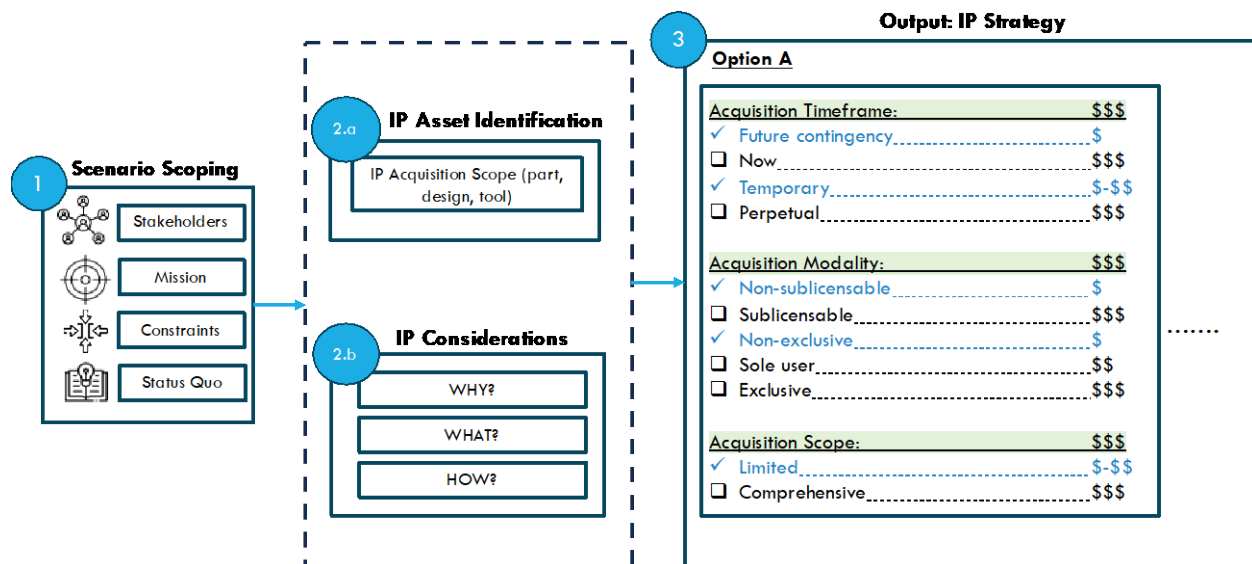 1
Scenario Scoping
Stakeholders
Mission
Constraints
Status Quo
2.a
IP Asset Identification
IP Acquisition Scope (part,
design, tool)
2.b
IP Considerations
WHY?
WHAT?
HOW?
3
Output: IP Strategy
Option A
Acquisition Timeframe: $$$
✓ Future contingency $
❑ Now $$$
✓ Temporary $-$$
❑ Perpetual $$$
Acquisition Modality: $$$
✓ Non-sublicensable $
❑ Sublicensable $$$
✓ Non-exclusive $
❑ Sole user $$
❑ Exclusive $$$
Acquisition Scope: $$$
✓ Limited $-$$
❑ Comprehensive $$$
.......